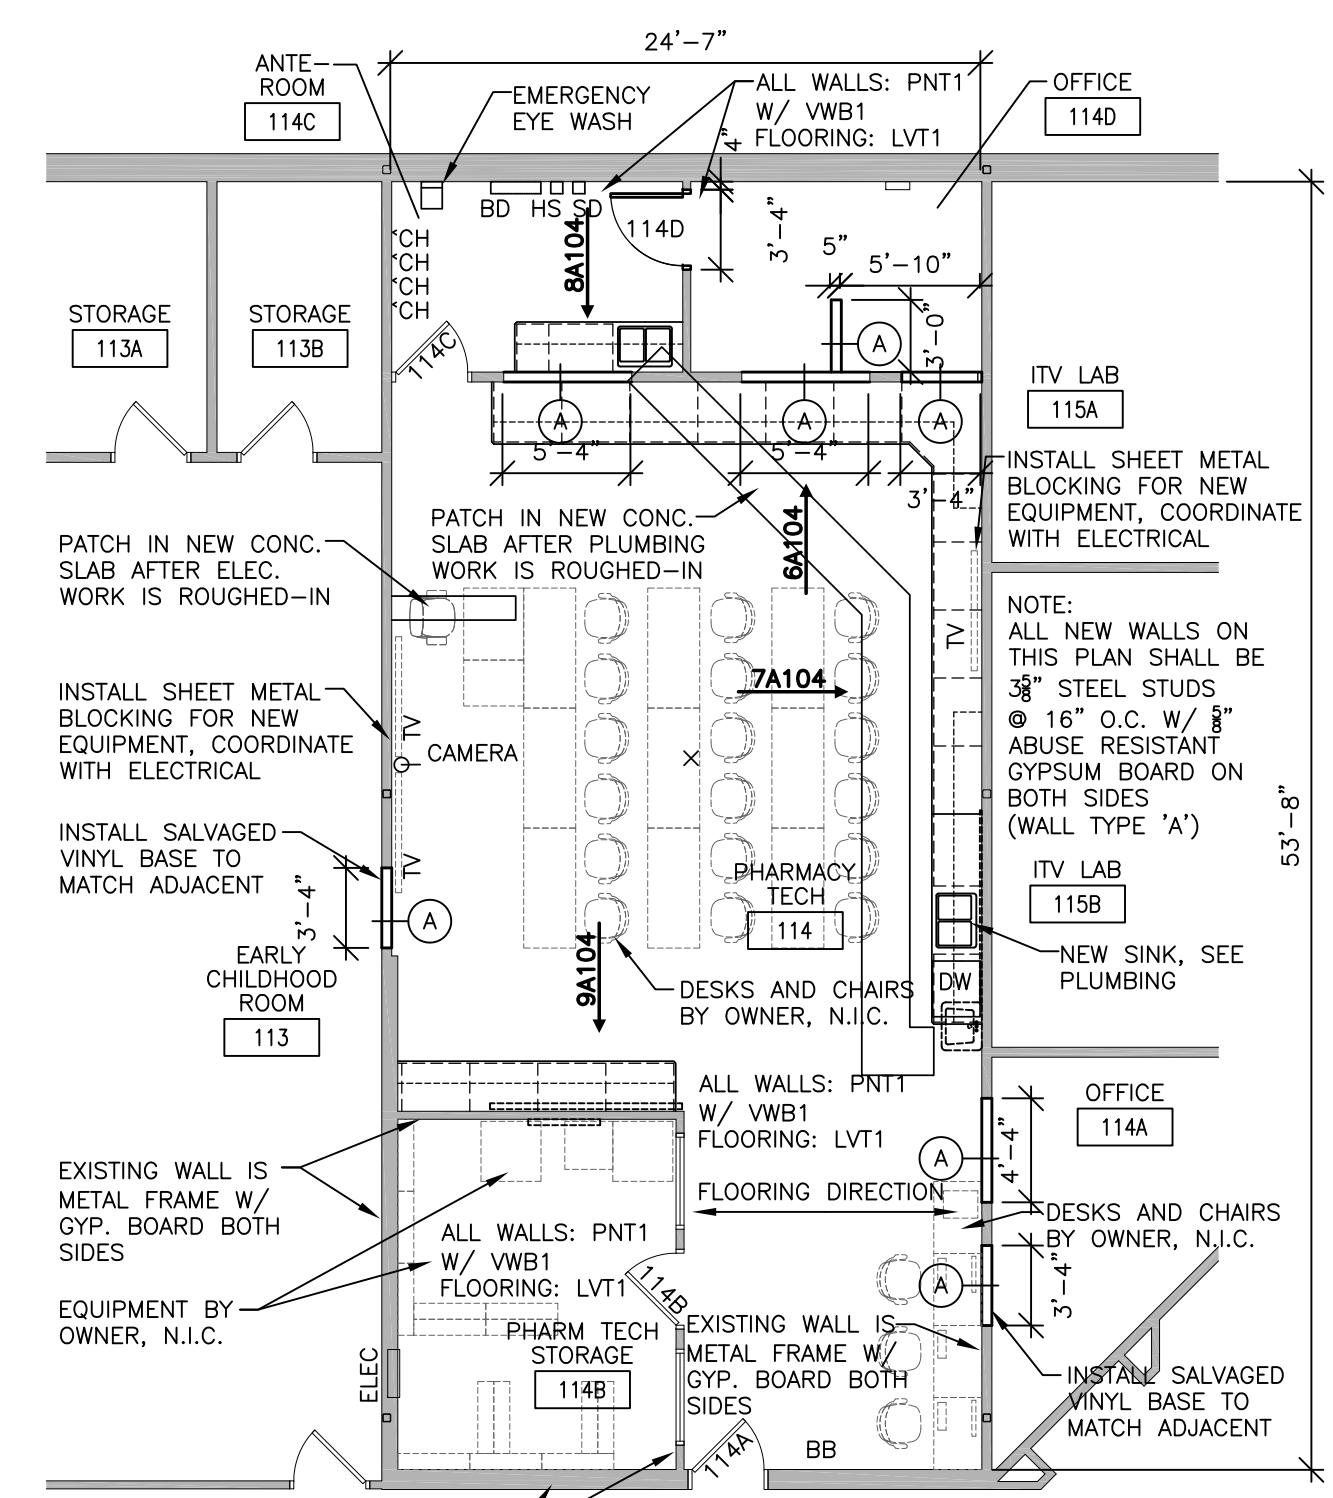 24'-7"
ANTE-
ROOM
114C
EMERGENCY
EYE WASH
ALL WALLS: PNT1
W/ VWB1
FLOORING: LVT1
OFFICE
114D
4"
BD
HS
SD
114D
3'-4"
8A104
CH
CH
CH
CH
5"
5'-10"
3'-0"
A
STORAGE
113A
STORAGE
113B
114C
ITV LAB
115A
A
A
A
5'-4"
5'-4"
3'-4"
INSTALL SHEET METAL
BLOCKING FOR NEW
EQUIPMENT, COORDINATE
WITH ELECTRICAL
PATCH IN NEW CONC.
SLAB AFTER PLUMBING
WORK IS ROUGHED-IN
6A104
PATCH IN NEW CONC.
SLAB AFTER ELEC.
WORK IS ROUGHED-IN
TV
NOTE:
ALL NEW WALLS ON
THIS PLAN SHALL BE
3⅝" STEEL STUDS
@ 16" O.C. W/ ⅝"
ABUSE RESISTANT
GYPSUM BOARD ON
BOTH SIDES
(WALL TYPE 'A')
7A104
INSTALL SHEET METAL
BLOCKING FOR NEW
EQUIPMENT, COORDINATE
WITH ELECTRICAL
TV
CAMERA
53'-8"
INSTALL SALVAGED
VINYL BASE TO
MATCH ADJACENT
TV
3'-4"
A
PHARMACY
TECH
114
ITV LAB
115B
NEW SINK, SEE
PLUMBING
EARLY
CHILDHOOD
ROOM
113
9A104
DW
DESKS AND CHAIRS
BY OWNER, N.I.C.
ALL WALLS: PNT1
W/ VWB1
FLOORING: LVT1
OFFICE
114A
A
4'-4"
EXISTING WALL IS
METAL FRAME W/
GYP. BOARD BOTH
SIDES
FLOORING DIRECTION
DESKS AND CHAIRS
BY OWNER, N.I.C.
ALL WALLS: PNT1
W/ VWB1
FLOORING: LVT1
114B
A
3'-4"
EQUIPMENT BY
OWNER, N.I.C.
PHARM TECH
STORAGE
114B
EXISTING WALL IS
METAL FRAME W/
GYP. BOARD BOTH
SIDES
ELEC
INSTALL SALVAGED
VINYL BASE TO
MATCH ADJACENT
114A
BB